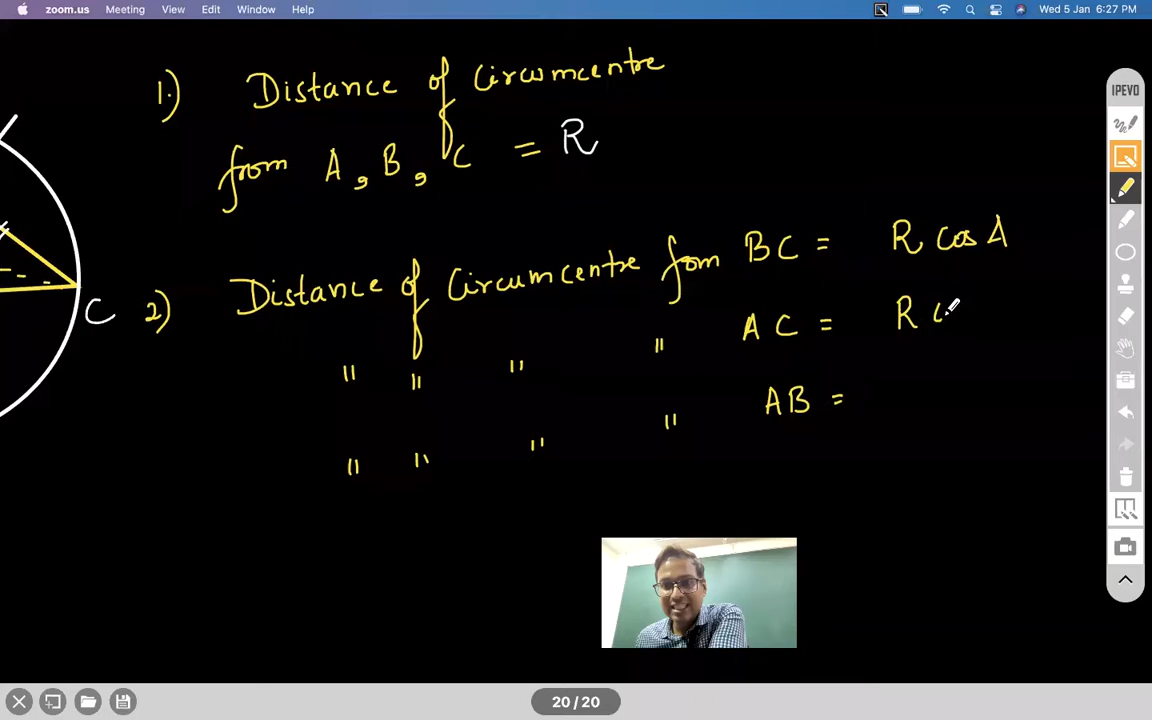 zoom.us Meeting View Edit Window Help Wed 5 Jan 6:27 PM
IPEVO
1.) Distance of Circumcentre
from A, B, C = R
2) Distance of Circumcentre from BC = R cos A
" " " " AC = R c
" " " " AB =
C
20/20